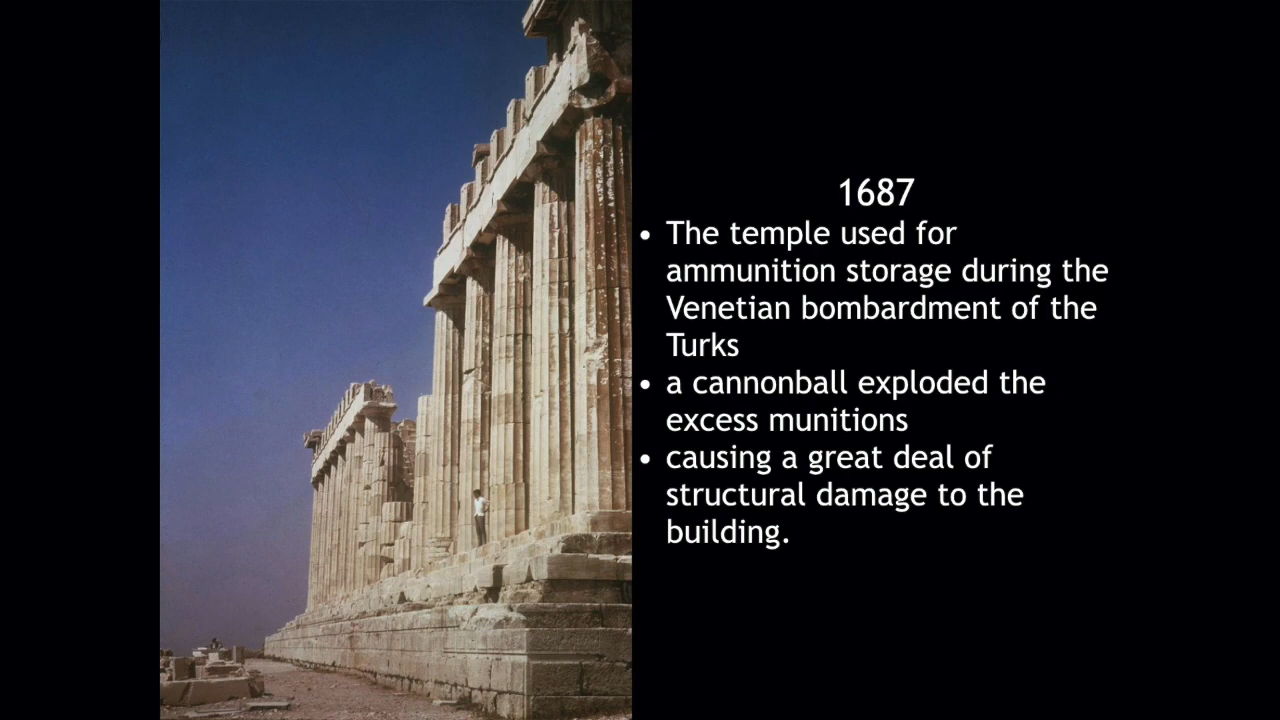 1687
• The temple used for
ammunition storage during the
Venetian bombardment of the
Turks
• a cannonball exploded the
excess munitions
• causing a great deal of
structural damage to the
building.